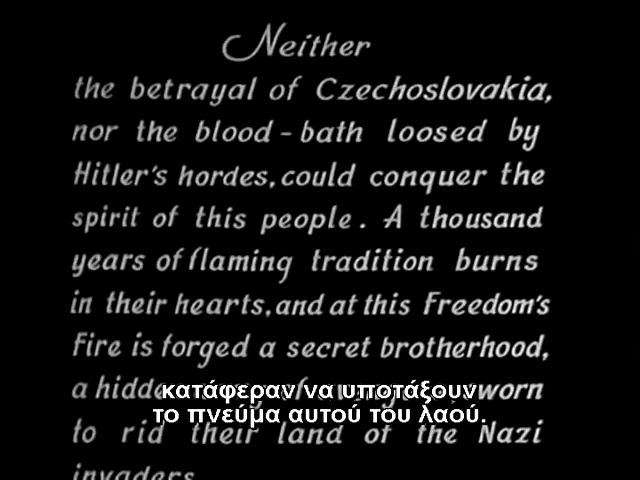 Neither
the betrayal of Czechoslovakia,
nor the blood-bath loosed by
Hitler's hordes, could conquer the
spirit of this people. A thousand
years of flaming tradition burns
in their hearts, and at this Freedom's
Fire is forged a secret brotherhood,
a sworn
κατάφεραν να υποτάξουν
το πνεύμα αυτού του λαού.
to rid their land of the Nazi
invaders